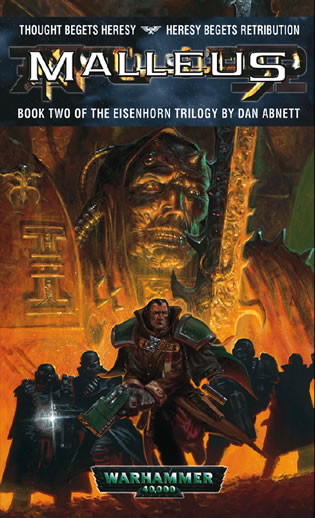 THOUGHT BEGETS HERESY HERESY BEGETS RETRIBUTION
MALLEUS
BOOK TWO OF THE EISENHORN TRILOGY BY DAN ABNETT
WARHAMMER
40,000